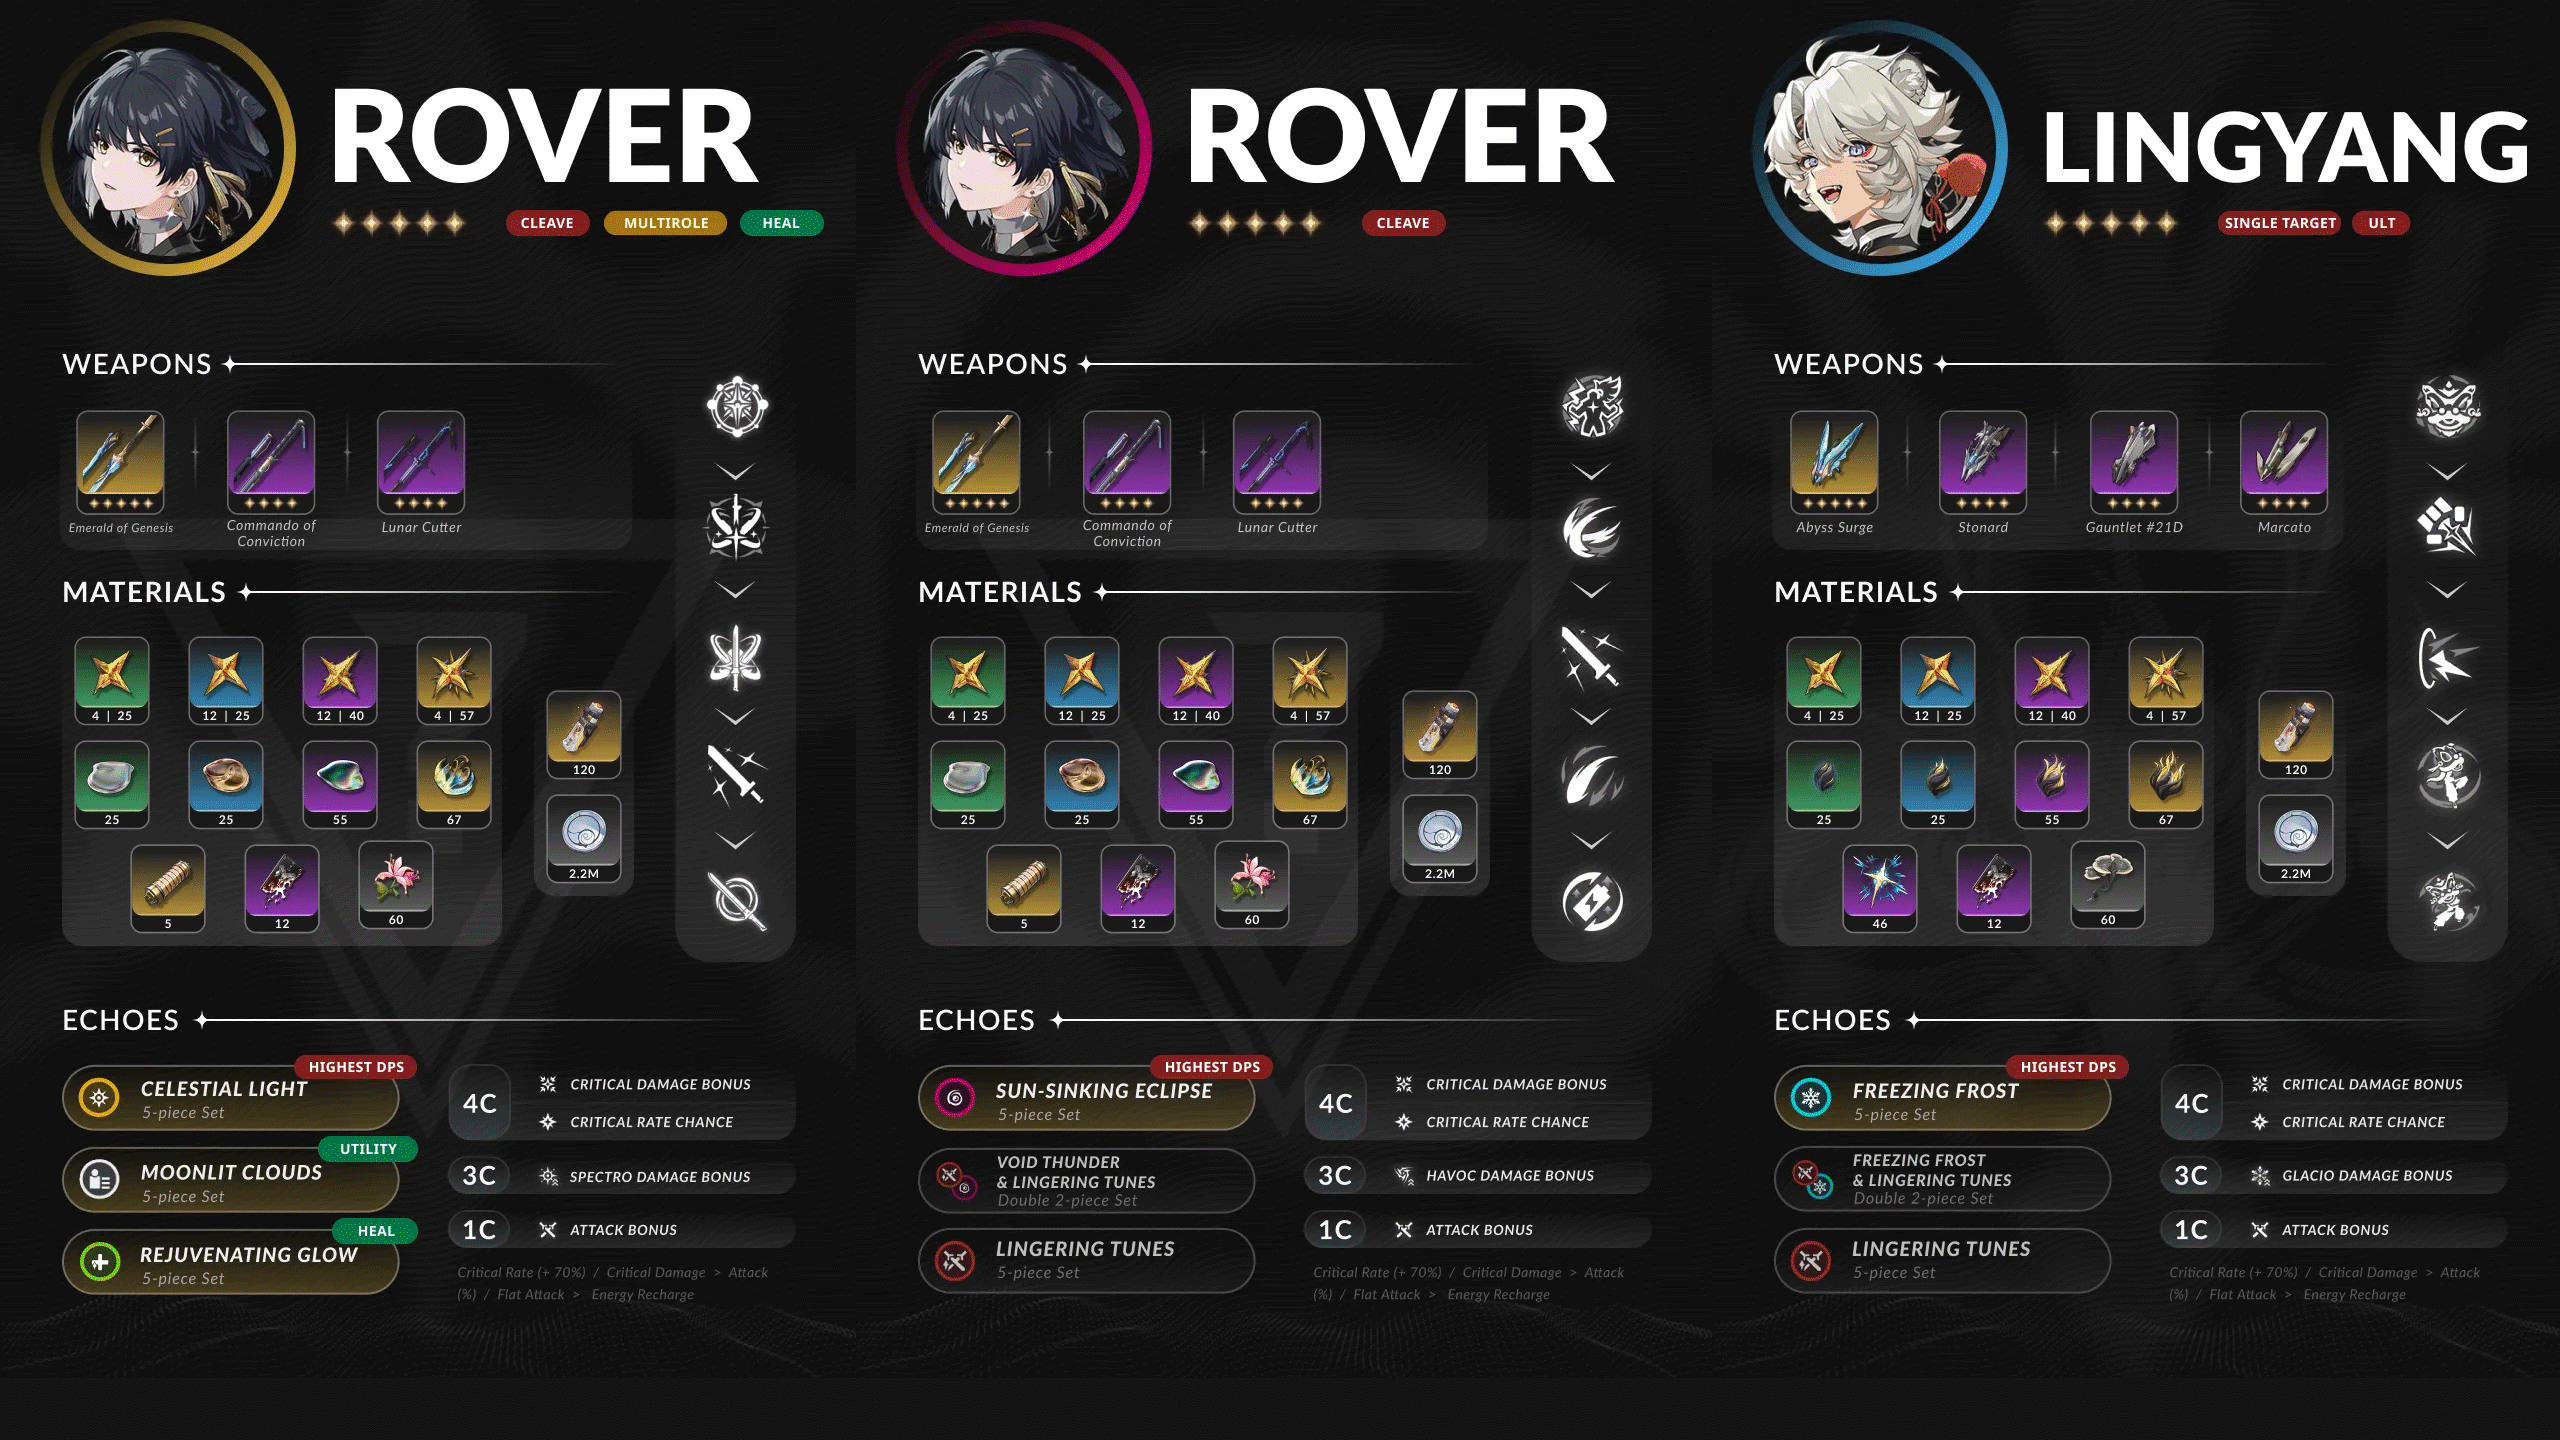 ROVER
CLEAVE
MULTIROLE
HEAL
WEAPONS
Emerald of Genesis
Commando of
Conviction
Lunar Cutter
MATERIALS
4 | 25
12 | 25
12 | 40
4 | 57
120
25
25
55
67
2.2M
5
12
60
ECHOES
HIGHEST DPS
CELESTIAL LIGHT
5-piece Set
UTILITY
MOONLIT CLOUDS
5-piece Set
HEAL
REJUVENATING GLOW
5-piece Set
4C
CRITICAL DAMAGE BONUS
CRITICAL RATE CHANCE
3C
SPECTRO DAMAGE BONUS
1C
ATTACK BONUS
Critical Rate (+ 70%) / Critical Damage > Attack
(%) / Flat Attack > Energy Recharge
ROVER
CLEAVE
WEAPONS
Emerald of Genesis
Commando of
Conviction
Lunar Cutter
MATERIALS
4 | 25
12 | 25
12 | 40
4 | 57
120
25
25
55
67
2.2M
5
12
60
ECHOES
HIGHEST DPS
SUN-SINKING ECLIPSE
5-piece Set
VOID THUNDER
& LINGERING TUNES
Double 2-piece Set
LINGERING TUNES
5-piece Set
4C
CRITICAL DAMAGE BONUS
CRITICAL RATE CHANCE
3C
HAVOC DAMAGE BONUS
1C
ATTACK BONUS
Critical Rate (+ 70%) / Critical Damage > Attack
(%) / Flat Attack > Energy Recharge
LINGYANG
SINGLE TARGET
ULT
WEAPONS
Abyss Surge
Stonard
Gauntlet #21D
Marcato
MATERIALS
4 | 25
12 | 25
12 | 40
4 | 57
120
25
25
55
67
2.2M
46
12
60
ECHOES
HIGHEST DPS
FREEZING FROST
5-piece Set
FREEZING FROST
& LINGERING TUNES
Double 2-piece Set
LINGERING TUNES
5-piece Set
4C
CRITICAL DAMAGE BONUS
CRITICAL RATE CHANCE
3C
GLACIO DAMAGE BONUS
1C
ATTACK BONUS
Critical Rate (+ 70%) / Critical Damage > Attack
(%) / Flat Attack > Energy Recharge